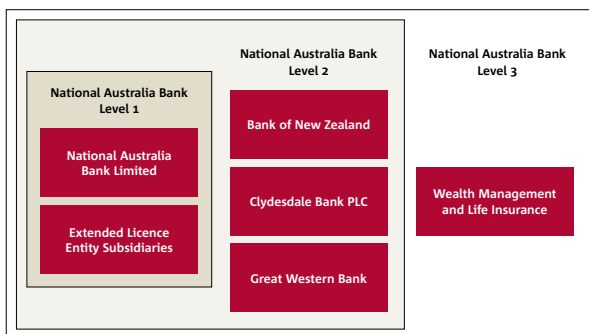 National Australia Bank
Level 1
National Australia
Bank Limited
Extended Licence
Entity Subsidiaries
National Australia Bank
Level 2
Bank of New Zealand
Clydesdale Bank PLC
Great Western Bank
National Australia Bank
Level 3
Wealth Management
and Life Insurance